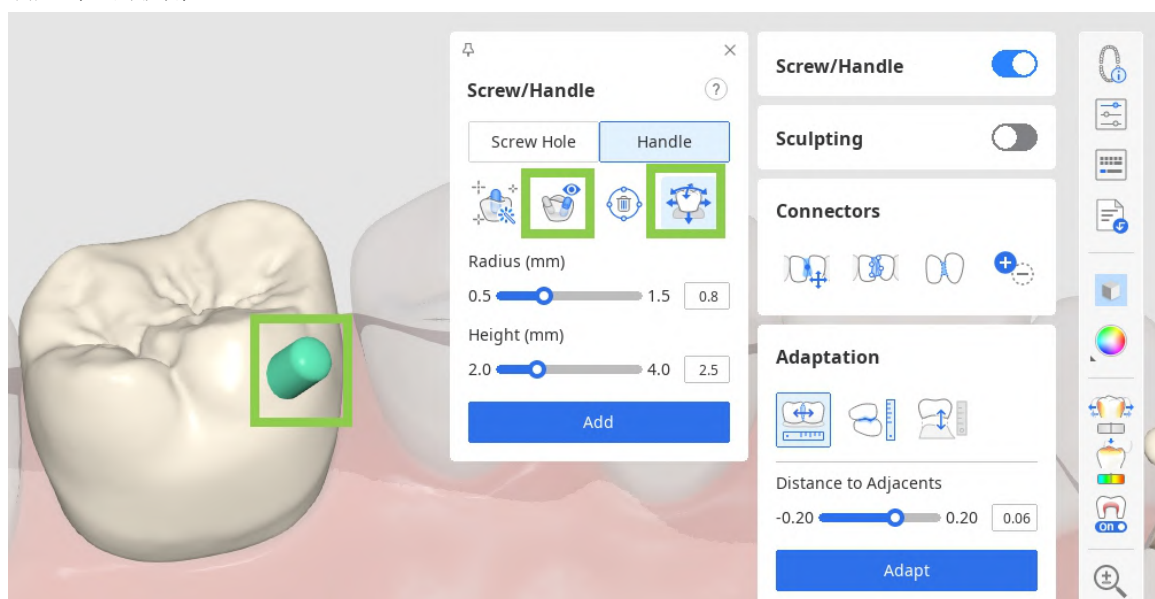 Screw/Handle
?
Screw Hole
Handle
Radius (mm)
0.5
1.5
0.8
Height (mm)
2.0
4.0
2.5
Add
Screw/Handle
Sculpting
Connectors
Adaptation
Distance to Adjacents
-0.20
0.20
0.06
Adapt
On